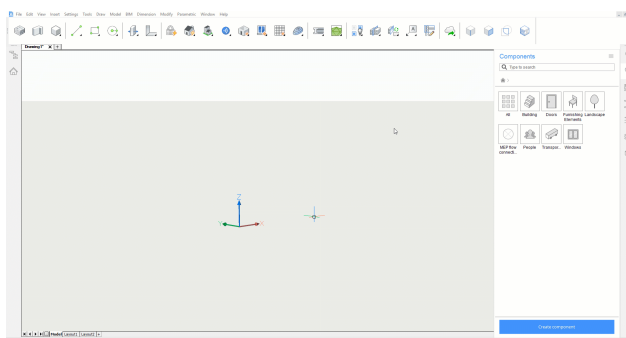 File Edit View Insert Settings Tools Draw Model BIM Dimension Modify Parametric Window Help
Drawing1*
Components
Type to search
All Building Doors Furnishing Elements Landscape
MEP flow connecti... People Transpor... Windows
Z
X
Create component
Model Layout1 Layout2